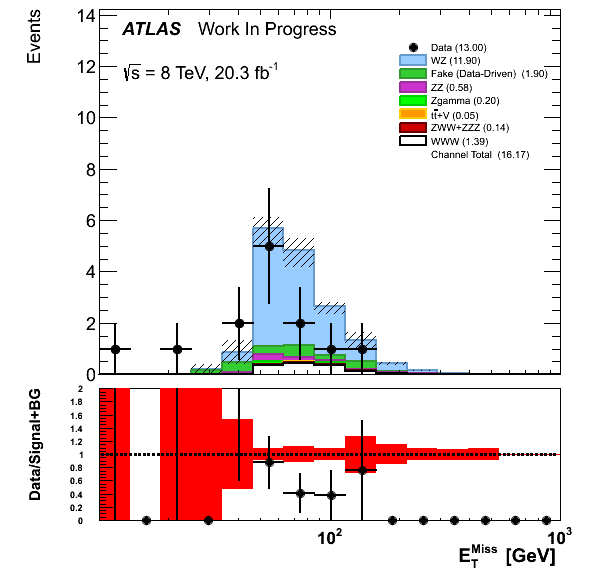 Events
14
12
10
8
6
4
2
0
ATLAS Work In Progress
√s = 8 TeV, 20.3 fb⁻¹
Data (13.00)
WZ (11.90)
Fake (Data-Driven) (1.90)
ZZ (0.58)
Zgamma (0.20)
tt̄+V (0.05)
ZWW+ZZZ (0.14)
WWW (1.39)
Channel Total (16.17)
Data/Signal+BG
2
1.8
1.6
1.4
1.2
1
0.8
0.6
0.4
0.2
0
10² 10³
E_T^Miss [GeV]